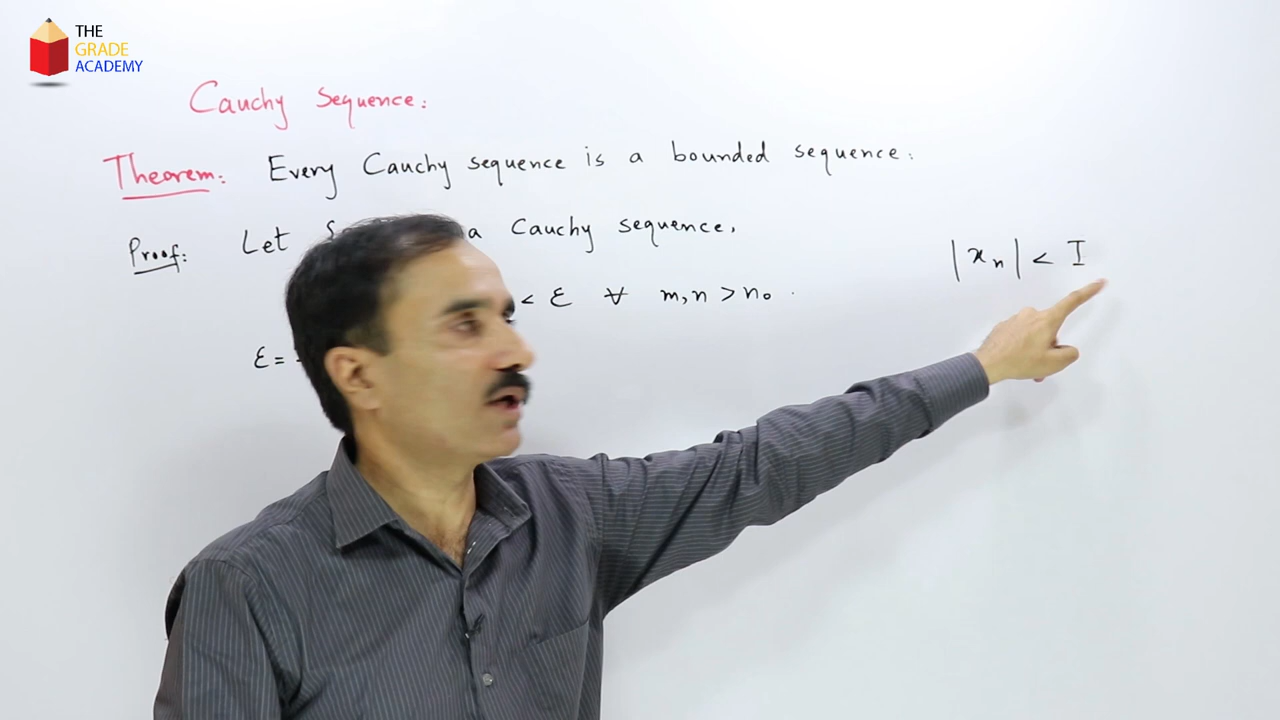 THE
GRADE
ACADEMY
Cauchy Sequence:
Theorem: Every Cauchy sequence is a bounded sequence.
Proof: Let a Cauchy sequence.
< ε ∀ m,n > n₀.
|xₙ| < I
ε =